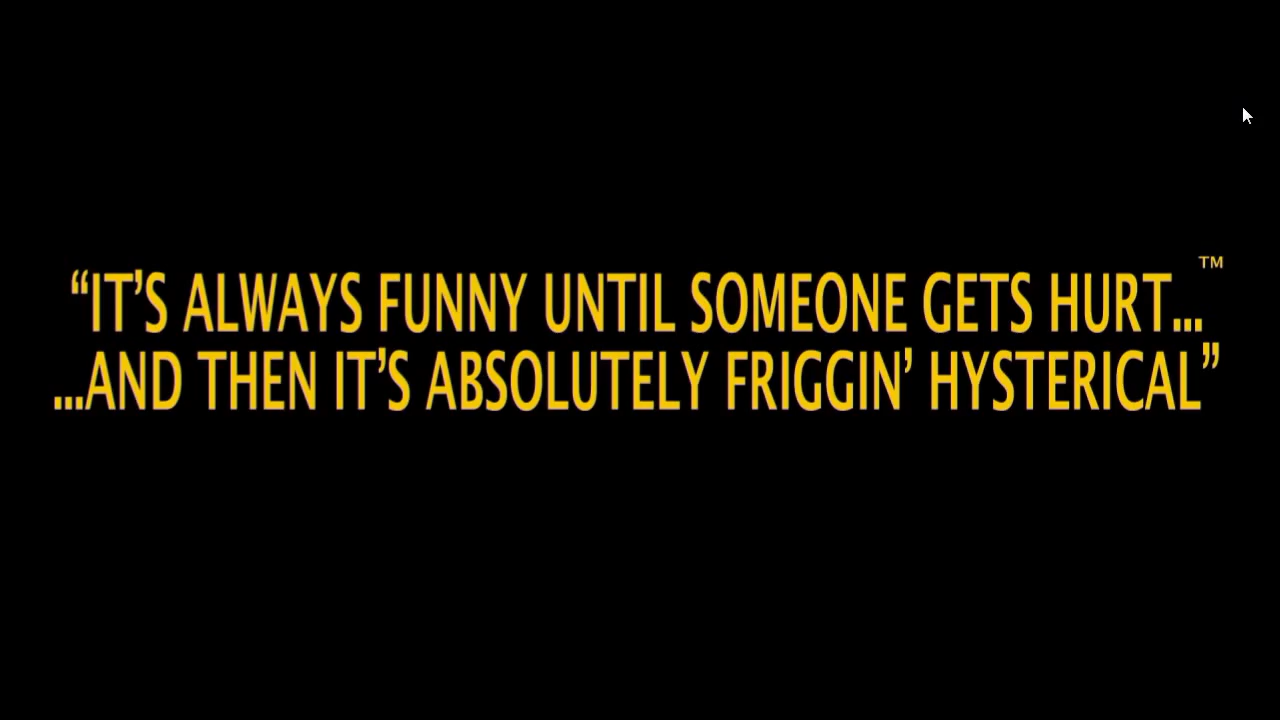 “IT’S ALWAYS FUNNY UNTIL SOMEONE GETS HURT...™
...AND THEN IT’S ABSOLUTELY FRIGGIN’ HYSTERICAL”